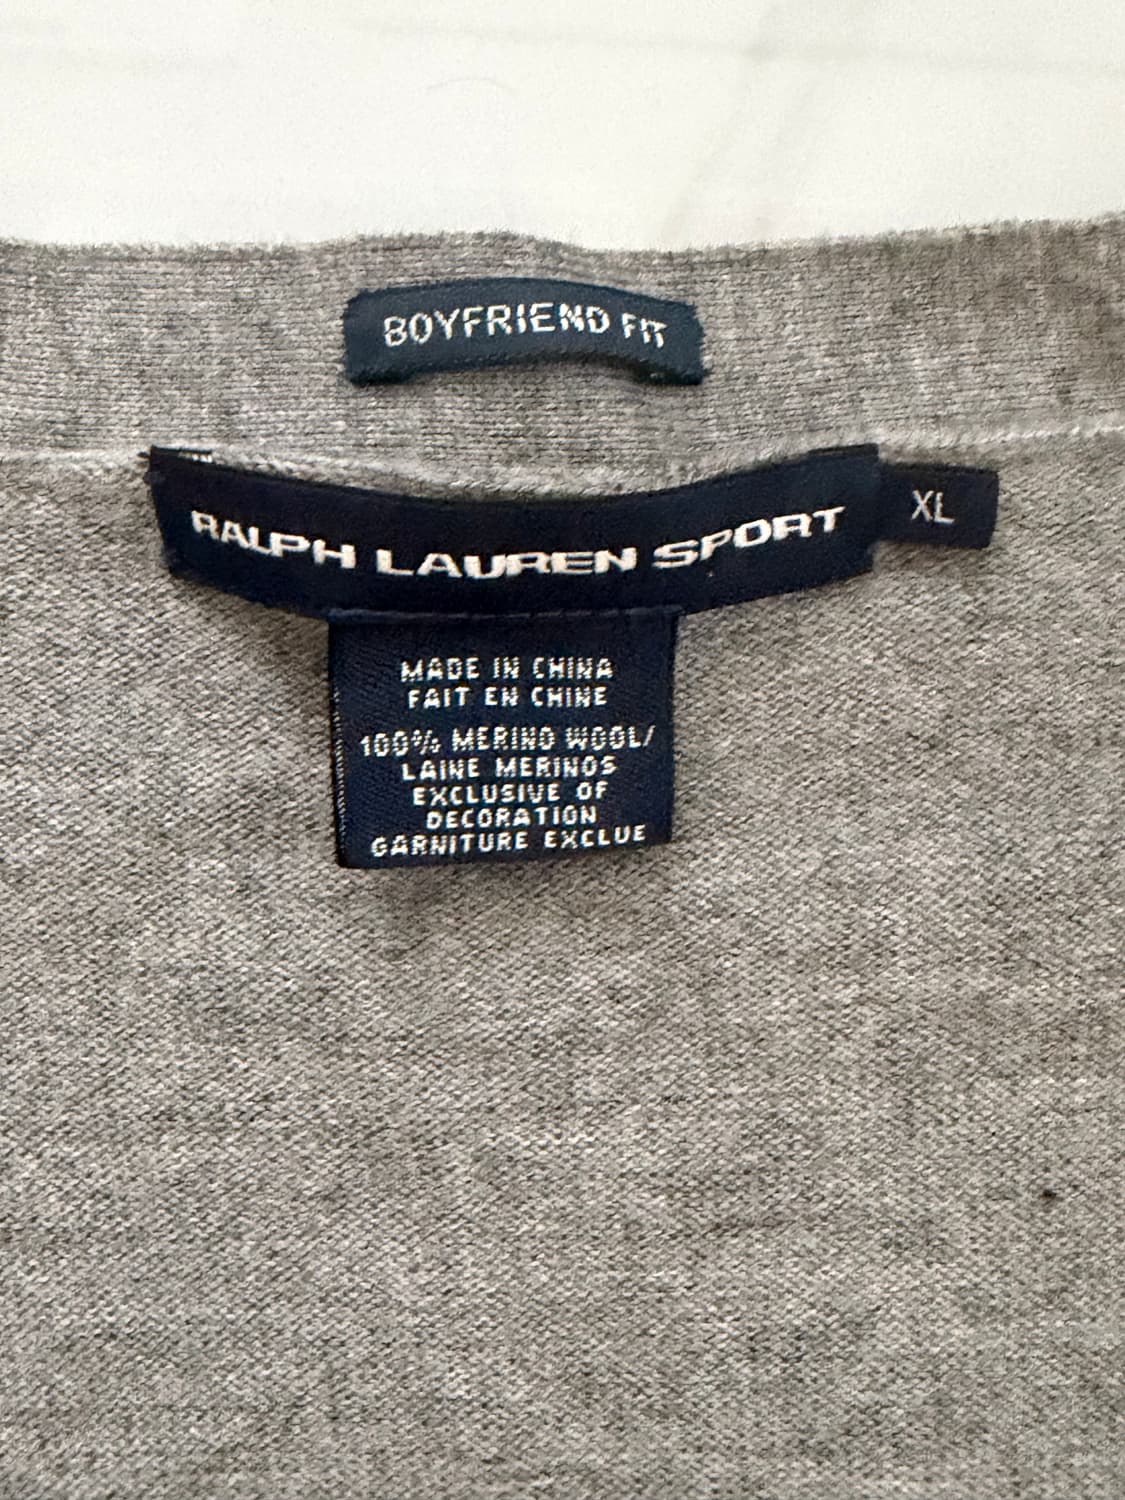 BOYFRIEND FIT
RALPH LAUREN SPORT
XL
MADE IN CHINA
FAIT EN CHINE
100% MERINO WOOL/
LAINE MERINOS
EXCLUSIVE OF
DECORATION
GARNITURE EXCLUE